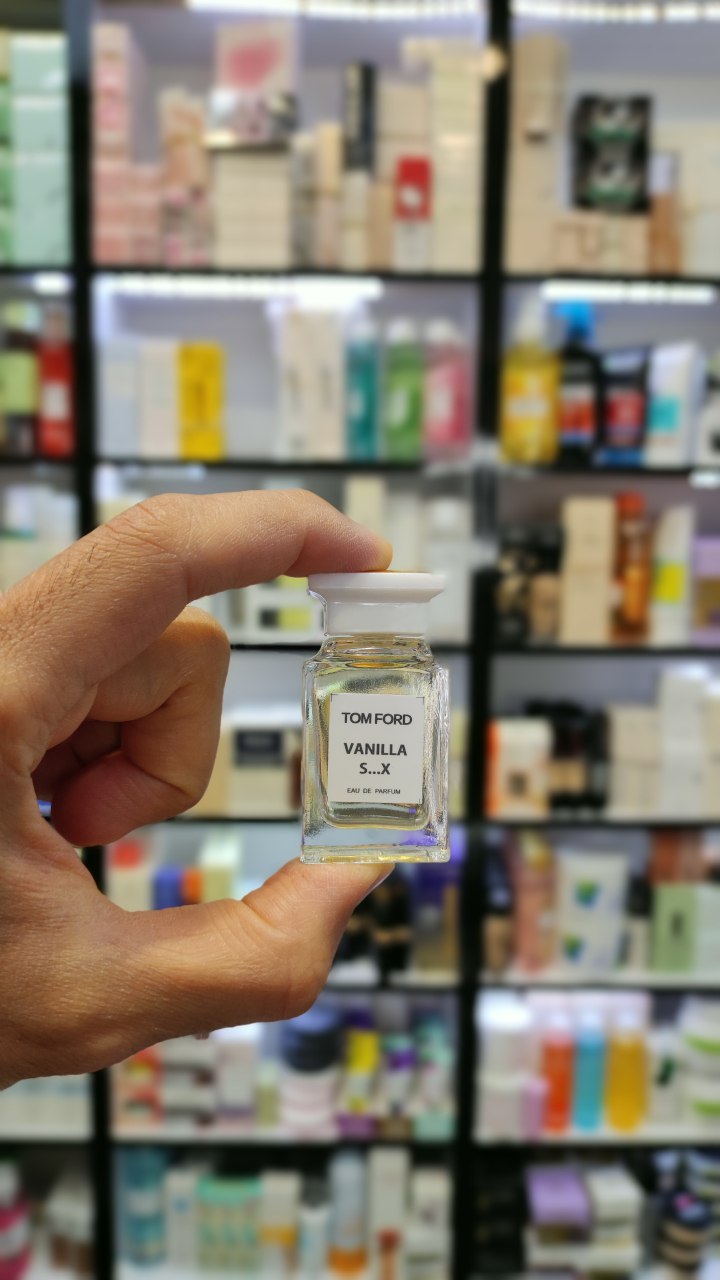 TOM FORD
VANILLA
S...X
EAU DE PARFUM